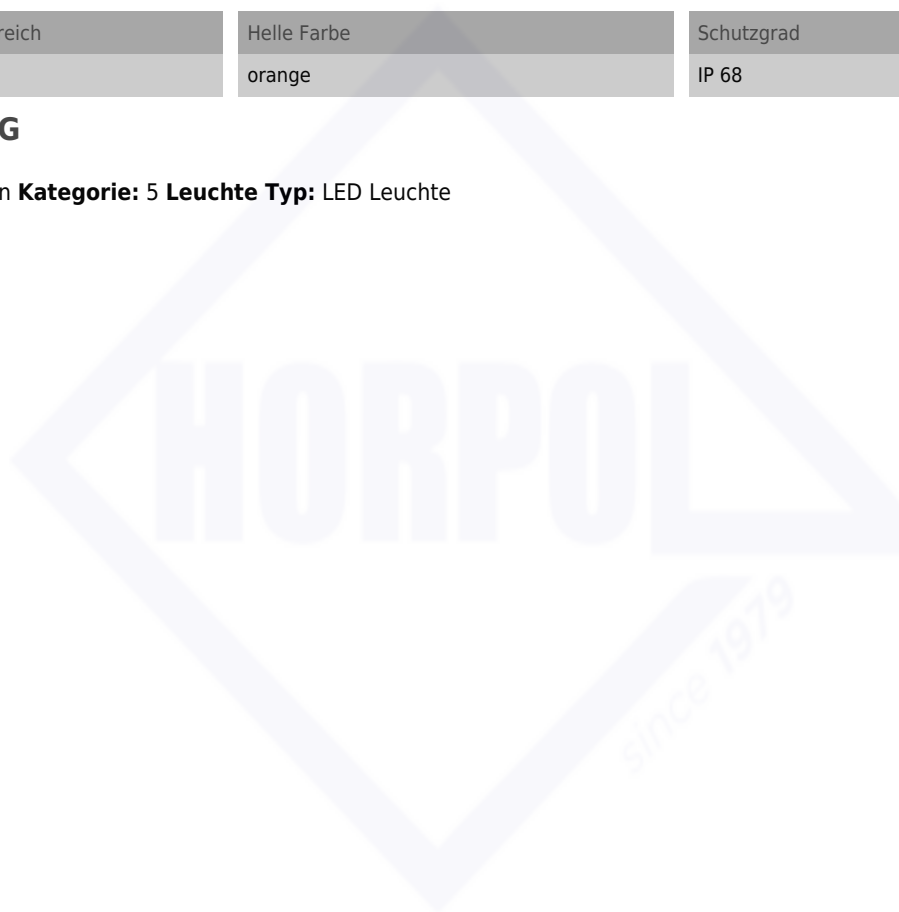 reich Helle Farbe Schutzgrad
orange IP 68
G
n Kategorie: 5 Leuchte Typ: LED Leuchte
HORPOL
since 1979